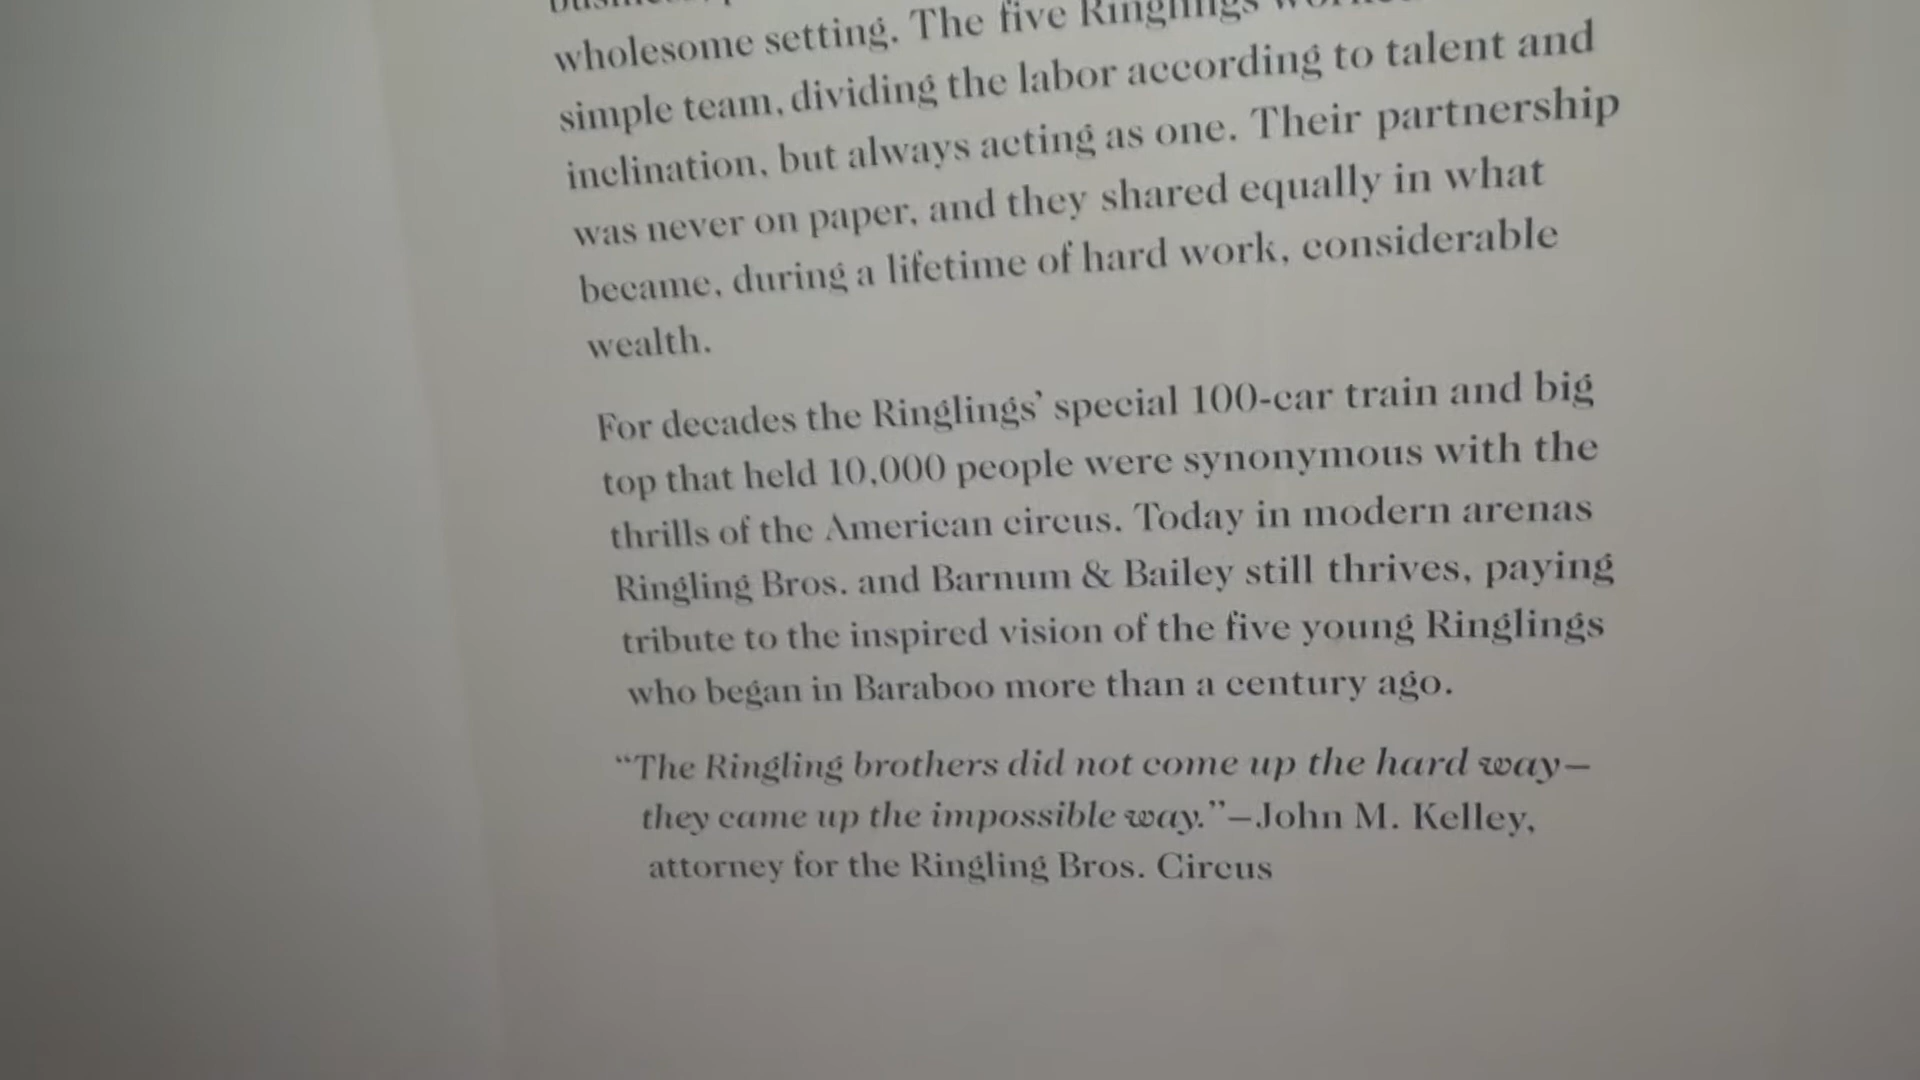 wholesome setting. The five Ringlings
simple team, dividing the labor according to talent and
inclination, but always acting as one. Their partnership
was never on paper, and they shared equally in what
became, during a lifetime of hard work, considerable
wealth.
For decades the Ringlings’ special 100-car train and big
top that held 10,000 people were synonymous with the
thrills of the American circus. Today in modern arenas
Ringling Bros. and Barnum & Bailey still thrives, paying
tribute to the inspired vision of the five young Ringlings
who began in Baraboo more than a century ago.
“The Ringling brothers did not come up the hard way—
they came up the impossible way.”—John M. Kelley,
attorney for the Ringling Bros. Circus